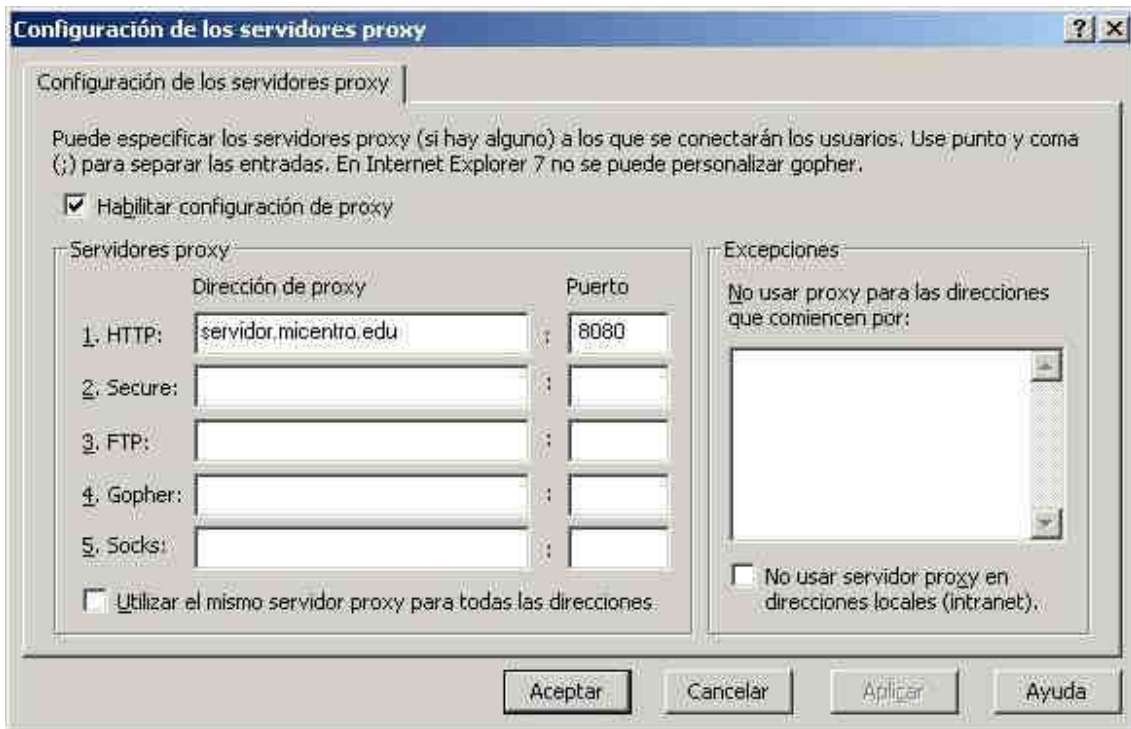 Configuración de los servidores proxy
Configuración de los servidores proxy
Puede especificar los servidores proxy (si hay alguno) a los que se conectarán los usuarios. Use punto y coma
(;) para separar las entradas. En Internet Explorer 7 no se puede personalizar gopher.
Habilitar configuración de proxy
Servidores proxy
Dirección de proxy Puerto
1. HTTP: servidor.micentro.edu : 8080
2. Secure: :
3. FTP: :
4. Gopher: :
5. Socks: :
Utilizar el mismo servidor proxy para todas las direcciones
Excepciones
No usar proxy para las direcciones
que comiencen por:
No usar servidor proxy en
direcciones locales (intranet).
Aceptar Cancelar Aplicar Ayuda